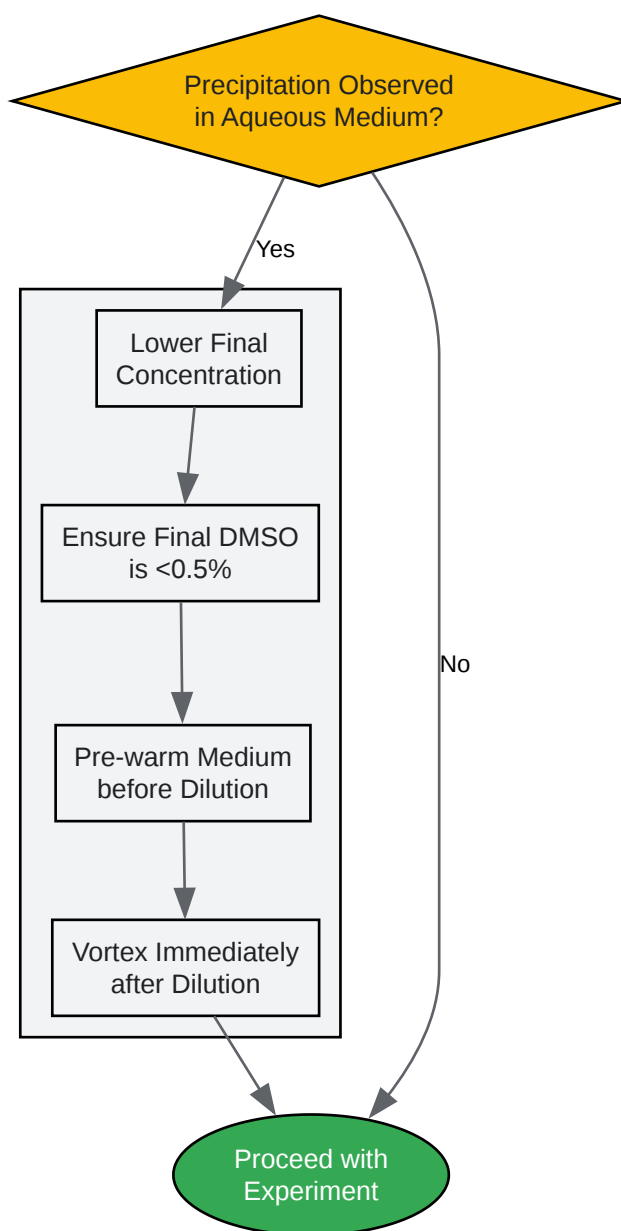 Precipitation Observed
in Aqueous Medium?
Yes
Lower Final
Concentration
Ensure Final DMSO
is <0.5%
No
Pre-warm Medium
before Dilution
Vortex Immediately
after Dilution
Proceed with
Experiment